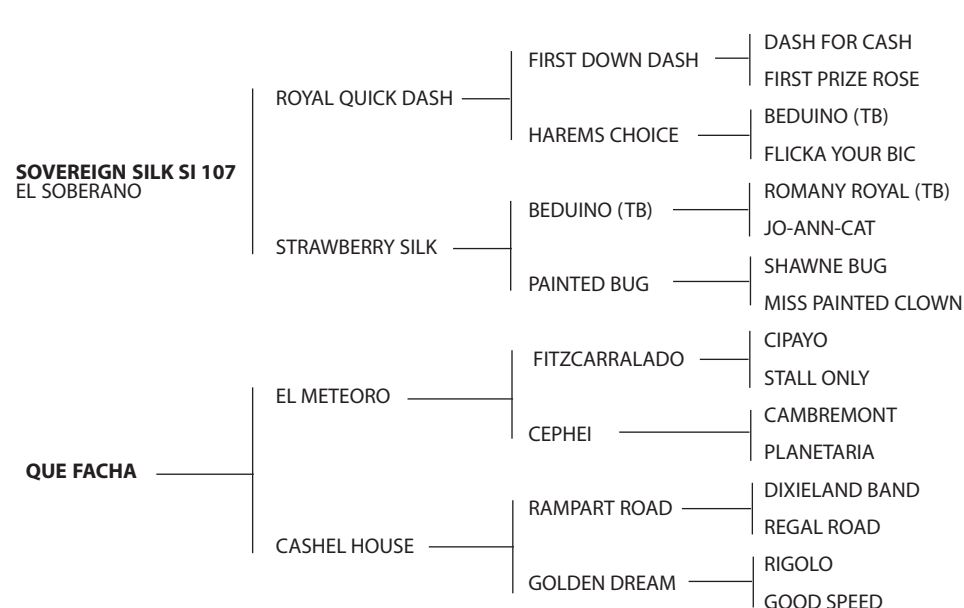 DASH FOR CASH
FIRST DOWN DASH
FIRST PRIZE ROSE
ROYAL QUICK DASH
BEDUINO (TB)
HAREMS CHOICE
FLICKA YOUR BIC
SOVEREIGN SILK SI 107
EL SOBERANO
ROMANY ROYAL (TB)
BEDUINO (TB)
JO-ANN-CAT
STRAWBERRY SILK
SHAWNE BUG
PAINTED BUG
MISS PAINTED CLOWN
CIPAYO
FITZCARRALADO
STALL ONLY
EL METEORO
CAMBREMONT
CEPHEI
PLANETARIA
QUE FACHA
DIXIELAND BAND
RAMPART ROAD
REGAL ROAD
CASHEL HOUSE
RIGOLO
GOLDEN DREAM
GOOD SPEED